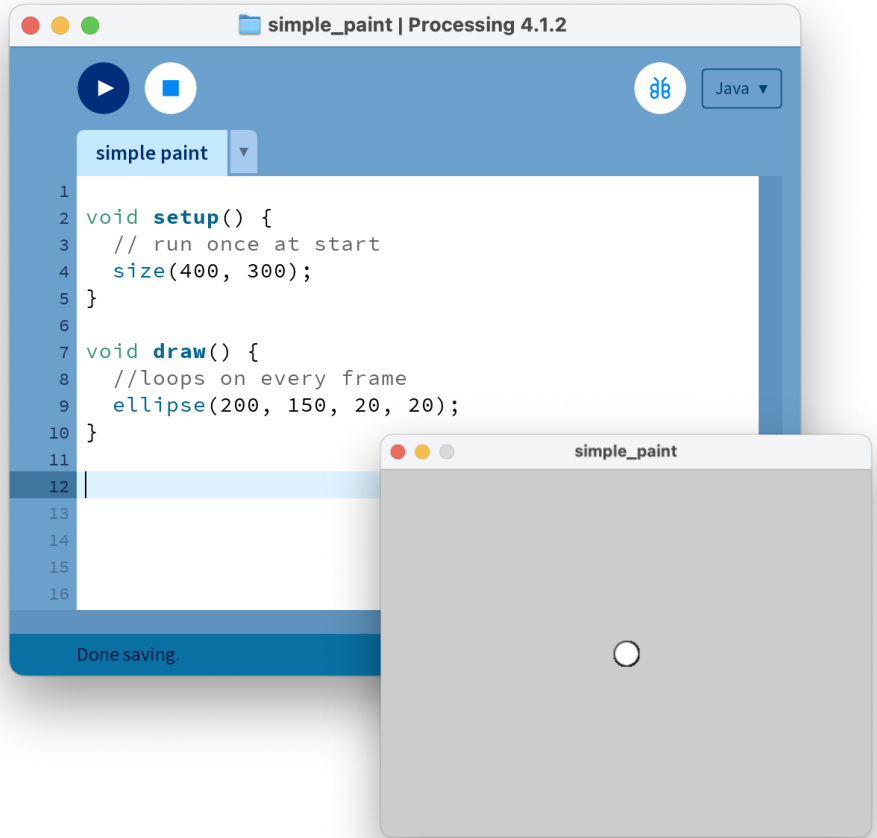 simple_paint | Processing 4.1.2
Java ▼
simple paint ▼
1
2 void setup() {
3   // run once at start
4   size(400, 300);
5 }
6
7 void draw() {
8   //loops on every frame
9   ellipse(200, 150, 20, 20);
10 }
11
12
13
14
15
16
Done saving.
simple_paint